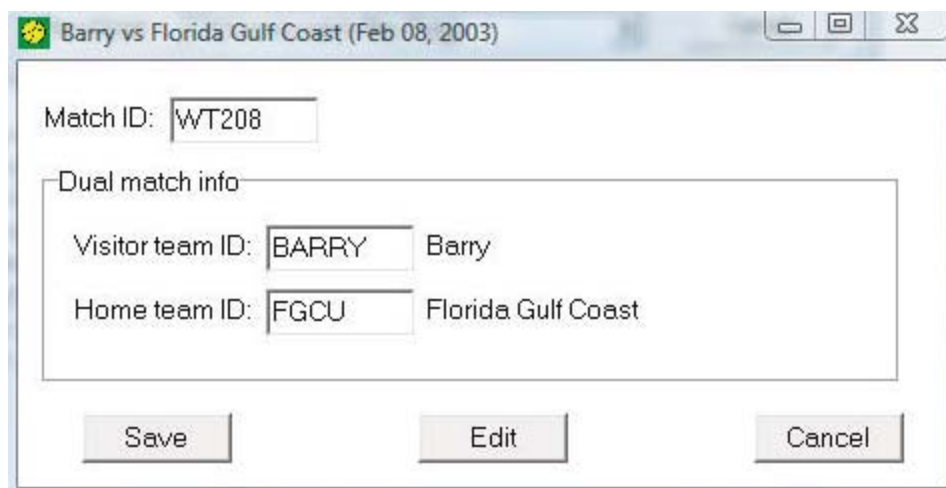 Barry vs Florida Gulf Coast (Feb 08, 2003)
Match ID: WT208
Dual match info
Visitor team ID: BARRY Barry
Home team ID: FGCU Florida Gulf Coast
Save Edit Cancel